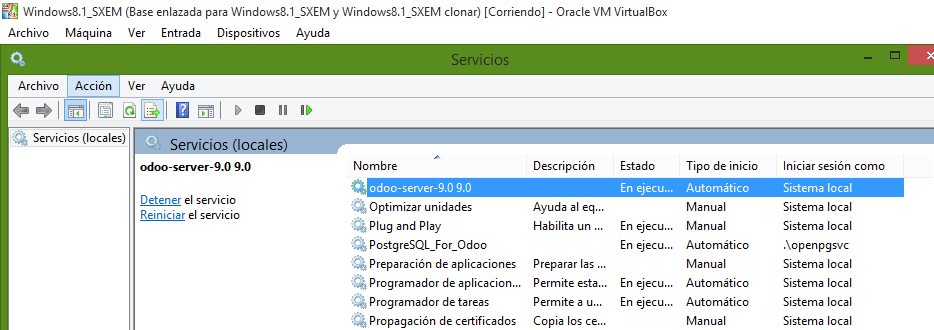 Windows8.1_SXEM (Base enlazada para Windows8.1_SXEM y Windows8.1_SXEM clonar) [Corriendo] - Oracle VM VirtualBox
Archivo Máquina Ver Entrada Dispositivos Ayuda
Servicios
Archivo Acción Ver Ayuda
Servicios (locales)
Servicios (locales)
odoo-server-9.0 9.0
Detener el servicio
Reiniciar el servicio
Nombre Descripción Estado Tipo de inicio Iniciar sesión como
odoo-server-9.0 9.0 En ejecu... Automático Sistema local
Optimizar unidades Ayuda al eq... Manual Sistema local
Plug and Play Habilita un ... En ejecu... Manual Sistema local
PostgreSQL_For_Odoo En ejecu... Automático .\openpgsvc
Preparación de aplicaciones Preparar las ... Manual Sistema local
Programador de aplicacion... Permite esta... En ejecu... Automático Sistema local
Programador de tareas Permite a u... En ejecu... Automático Sistema local
Propagación de certificados Copia los ce... Manual Sistema local